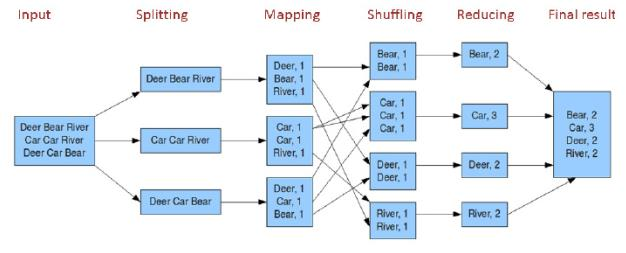 Input
Splitting
Mapping
Shuffling
Reducing
Final result
Deer Bear River
Car Car River
Deer Car Bear
Deer Bear River
Car Car River
Deer Car Bear
Deer, 1
Bear, 1
River, 1
Car, 1
Car, 1
River, 1
Deer, 1
Car, 1
Bear, 1
Bear, 1
Bear, 1
Car, 1
Car, 1
Car, 1
Deer, 1
Deer, 1
River, 1
River, 1
Bear, 2
Car, 3
Deer, 2
River, 2
Bear, 2
Car, 3
Deer, 2
River, 2